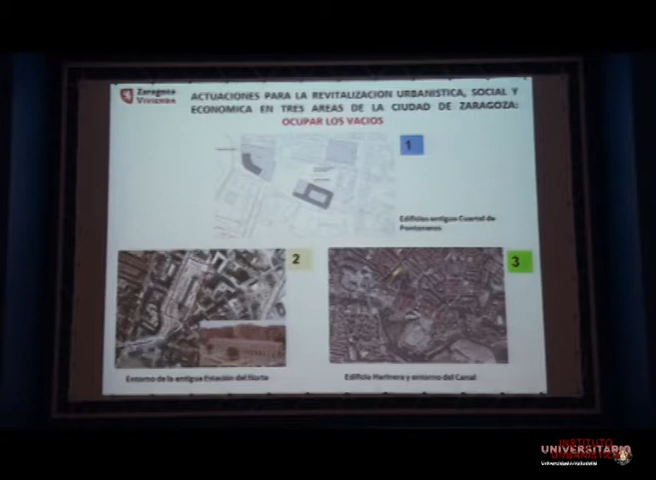 Zaragoza
VIVIENDA
ACTUACIONES PARA LA REVITALIZACION URBANISTICA, SOCIAL Y
ECONOMICA EN TRES AREAS DE LA CIUDAD DE ZARAGOZA:
OCUPAR LOS VACIOS
1
Edificios antiguo Cuartel de
Pontoneros
2
3
Entorno de la antigua Estación del Norte
Edificio Harinera y entorno del Canal
INSTITUTO
UNIVERSITARIO